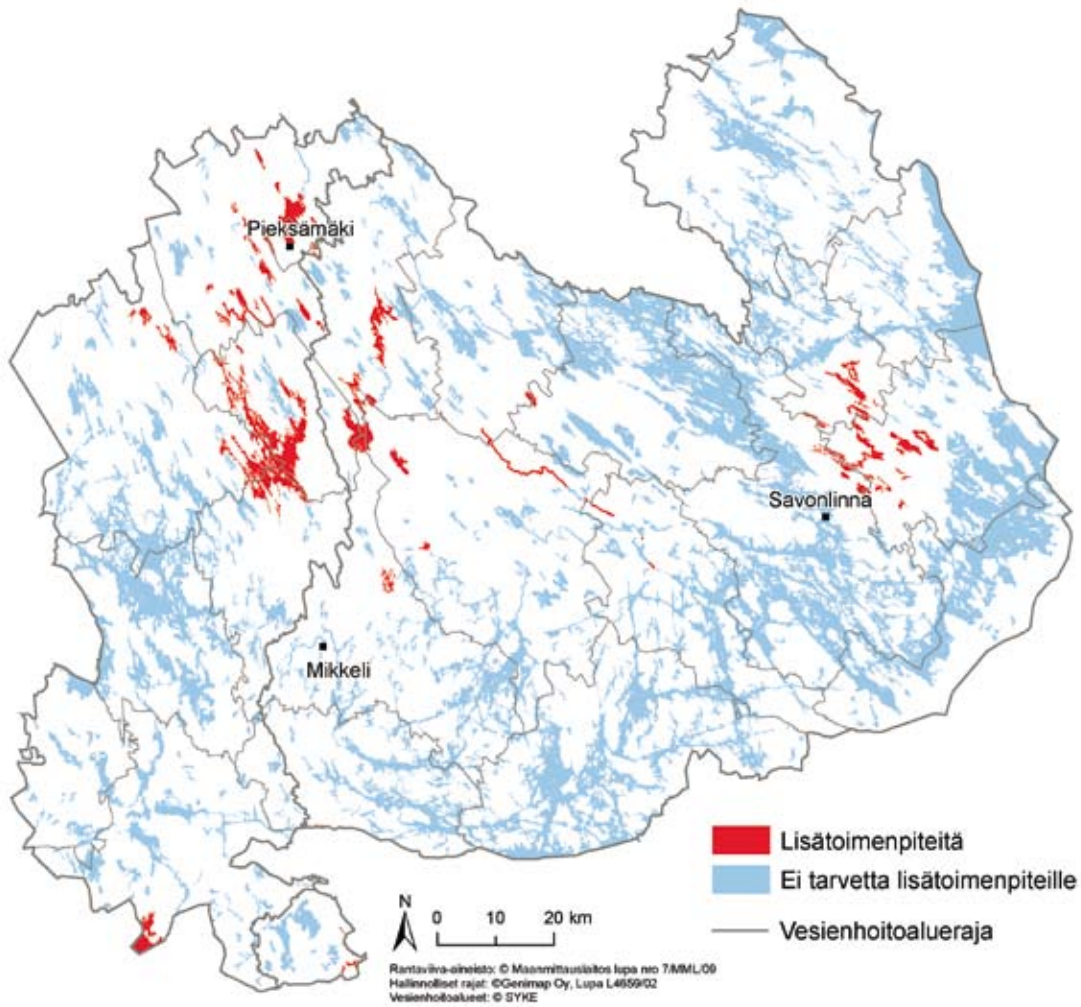 Pieksämäki
Savonlinna
Mikkeli
Lisätoimenpiteitä
Ei tarvetta lisätoimenpiteille
Vesienhoitoalueraja
N
0 10 20 km
Rantaviiva-aineisto: © Maanmittauslaitos lupa nro 7/MML/09
Hallinnolliset rajat: ©Genimap Oy, Lupa L4659/02
Vesienhoitoalueet: © SYKE